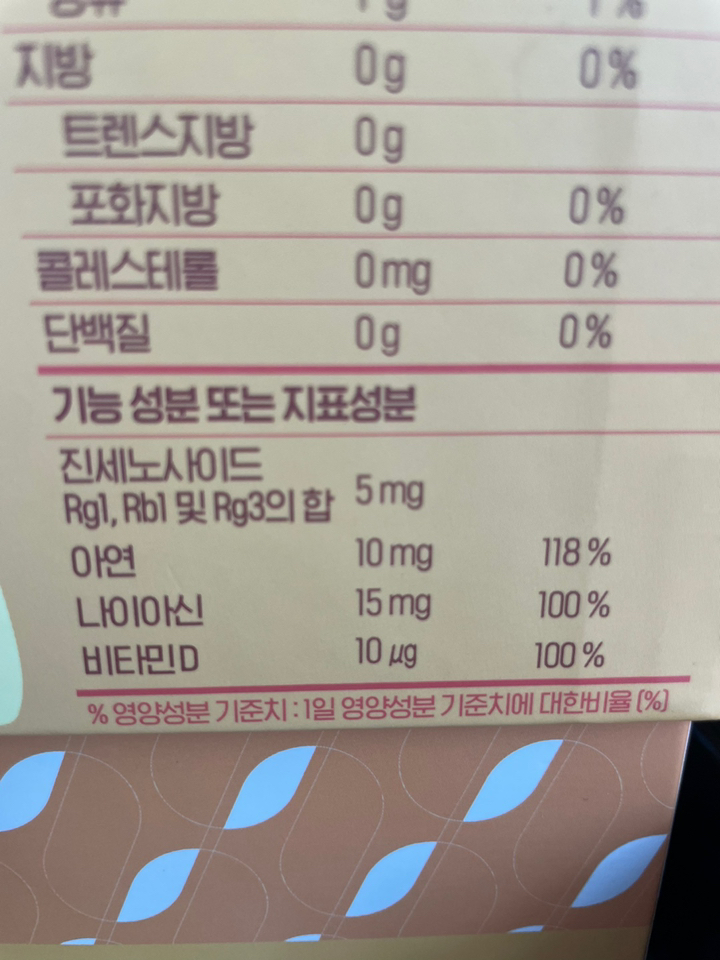 지방 0g 0%
트렌스지방 0g
포화지방 0g 0%
콜레스테롤 0mg 0%
단백질 0g 0%
기능 성분 또는 지표성분
진세노사이드
Rg1, Rb1 및 Rg3의 합 5mg
아연 10mg 118%
나이아신 15mg 100%
비타민D 10μg 100%
% 영양성분 기준치 : 1일 영양성분 기준치에 대한비율 (%)